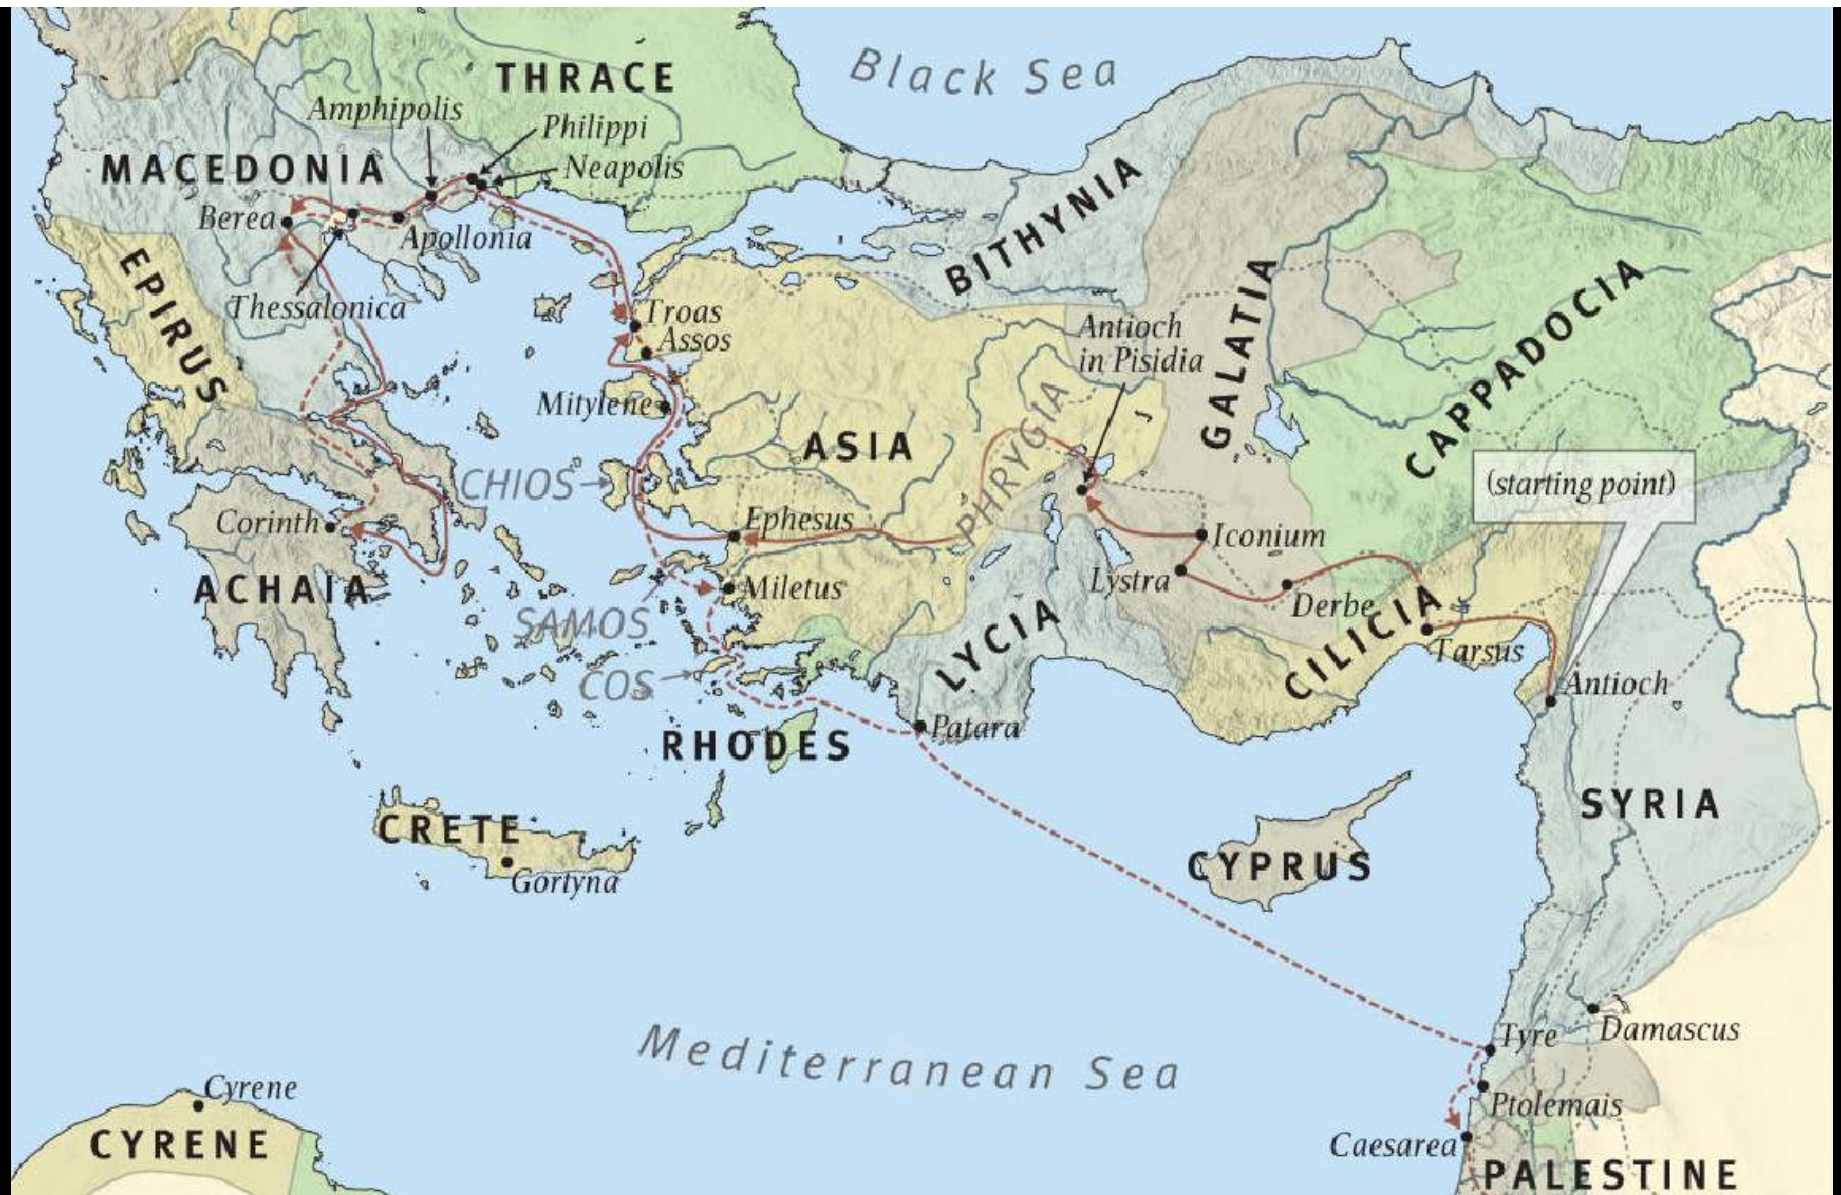 Black Sea
THRACE
Amphipolis
Philippi
MACEDONIA
Neapolis
Berea
Apollonia
BITHYNIA
EPIRUS
Thessalonica
Troas
Assos
Antioch
in Pisidia
GALATIA
CAPPADOCIA
Mitylene
ASIA
PHRYGIA
CHIOS
(starting point)
Corinth
Ephesus
Iconium
ACHAIA
Miletus
Lystra
Derbe
SAMOS
LYCIA
CILICIA
Tarsus
COS
Antioch
Patara
RHODES
SYRIA
CRETE
CYPRUS
Gortyna
Mediterranean Sea
Tyre
Damascus
Cyrene
Ptolemais
CYRENE
Caesarea
PALESTINE